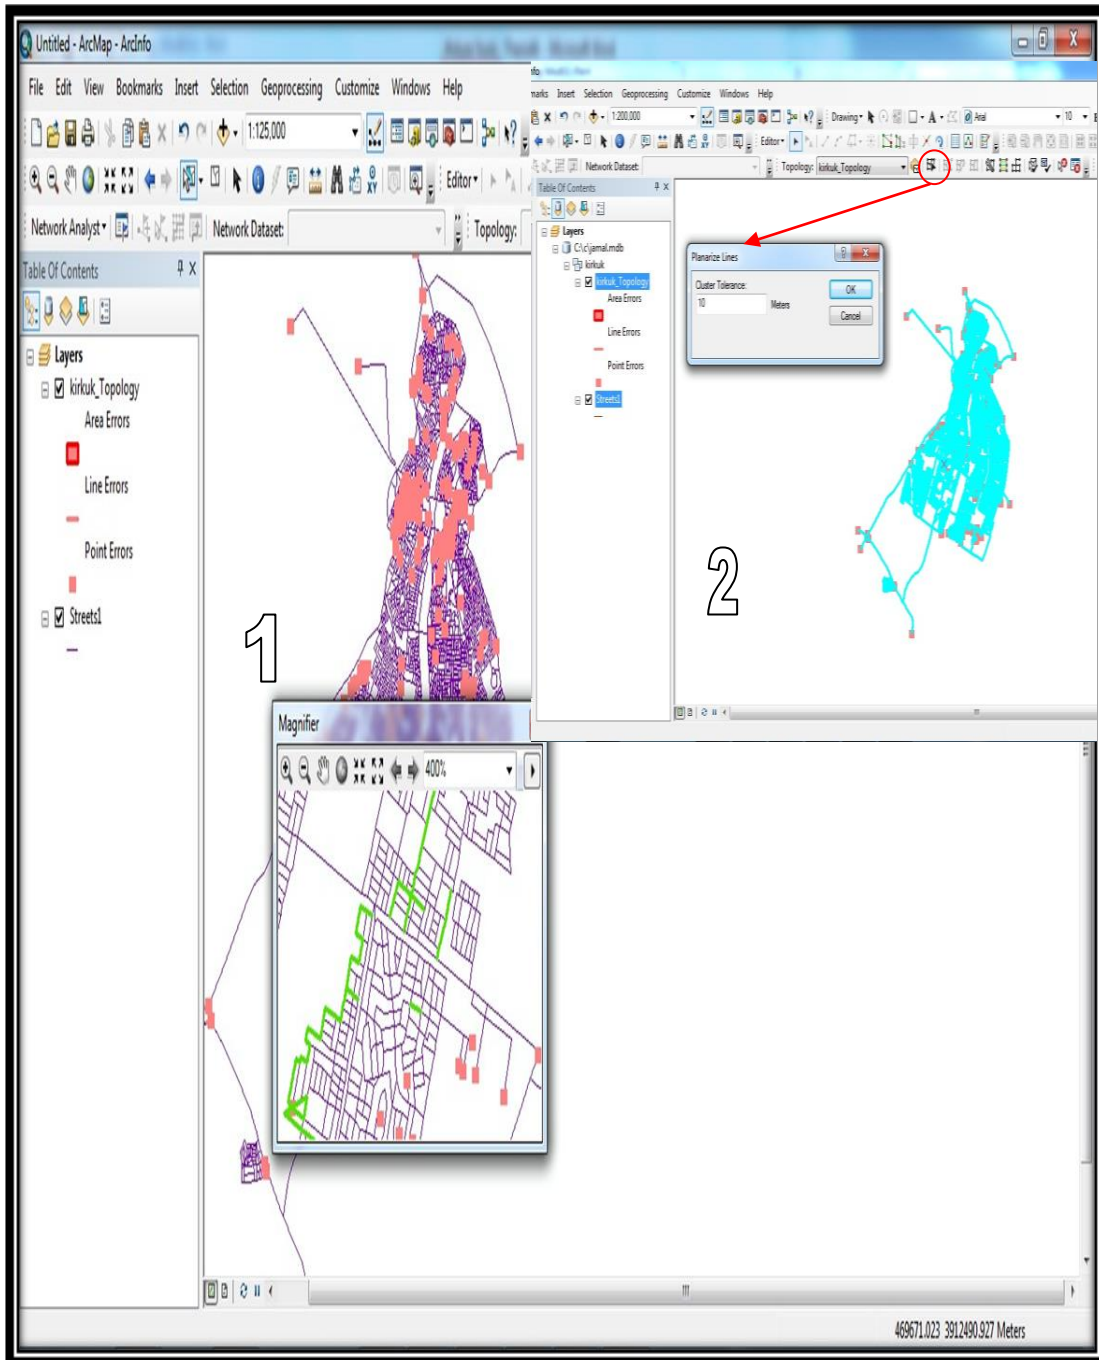 Untitled - ArcMap - ArcInfo
File Edit View Bookmarks Insert Selection Geoprocessing Customize Windows Help
1:125,000
Editor
Network Analyst
Network Dataset:
Topology:
Table Of Contents
Layers
kirkuk_Topology
Area Errors
Line Errors
Point Errors
Streets1
1
Magnifier
400%
469671.023 3912490.927 Meters
nfo
marks Insert Selection Geoprocessing Customize Windows Help
1:200,000
Drawing
A
Arial
10
Editor
Network Dataset:
Topology: kirkuk_Topology
Table Of Contents
Layers
C:\c\jamal.mdb
kirkuk
kirkuk_Topology
Area Errors
Line Errors
Point Errors
Streets1
Planarize Lines
Cluster Tolerance:
10 Meters
OK
Cancel
2